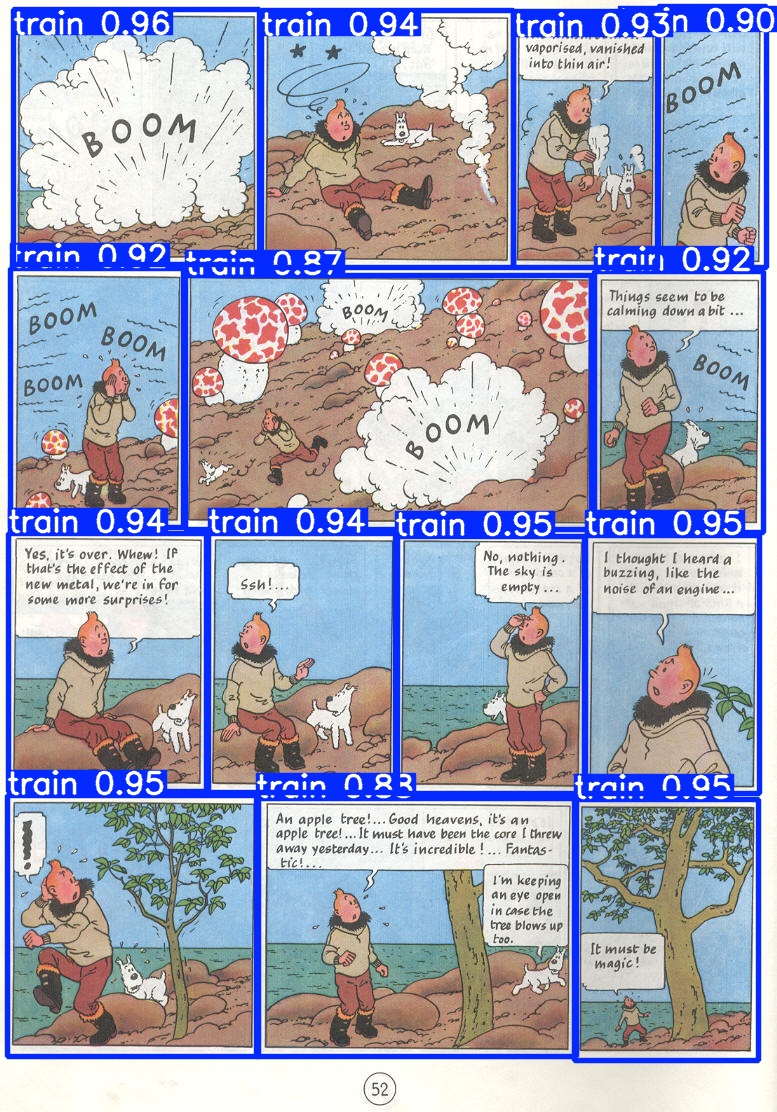 train 0.96
train 0.94
train 0.93
0.90
BOOM
vaporised, vanished
into thin air!
BOOM
train 0.92
train 0.87
train 0.92
BOOM
BOOM
BOOM
BOOM
BOOM
Things seem to be
calming down a bit ...
BOOM
train 0.94
train 0.94
train 0.95
train 0.95
Yes, it's over. Whew! If
that's the effect of the
new metal, we're in for
some more surprises!
Ssh!...
No, nothing.
The sky is
empty ...
I thought I heard a
buzzing, like the
noise of an engine...
train 0.95
train 0.83
train 0.95
An apple tree!... Good heavens, it's an
apple tree!... It must have been the core I threw
away yesterday... It's incredible!... Fantas-
tic!...
I'm keeping
an eye open
in case the
tree blows up
too.
It must be
magic!
52